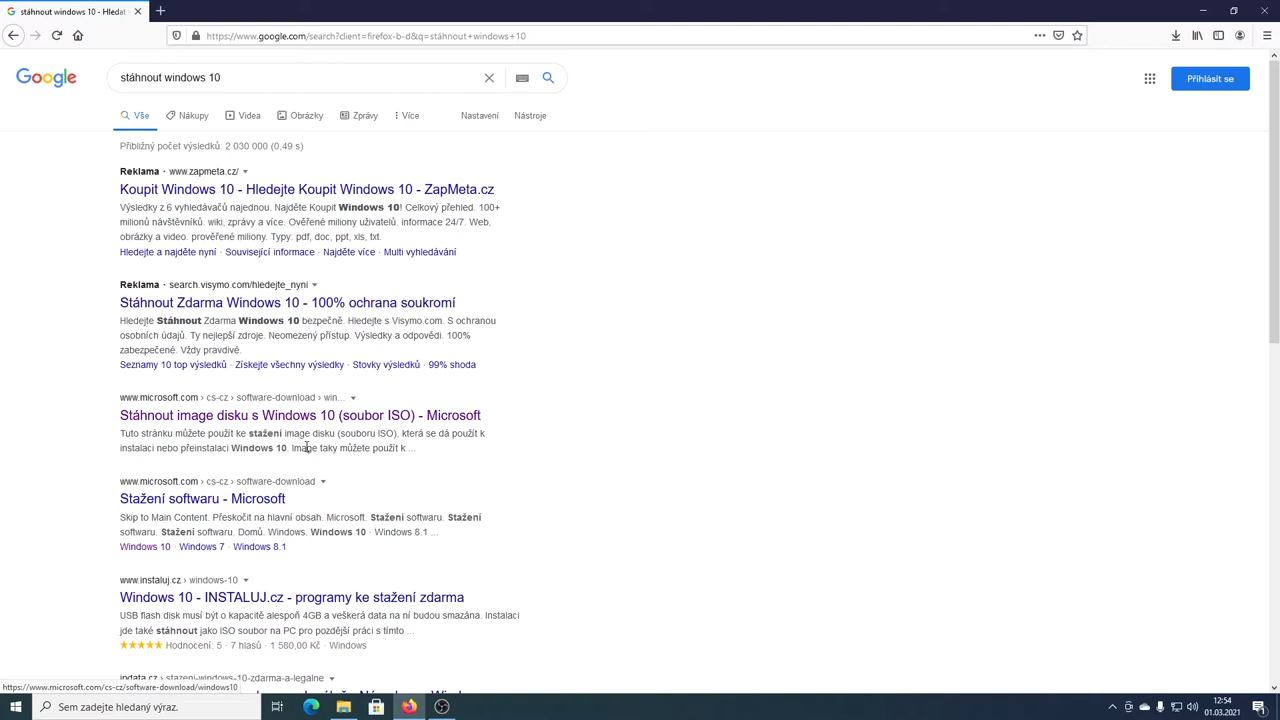 stáhnout windows 10 - Hledat
https://www.google.com/search?client=firefox-b-d&q=stáhnout+windows+10
Google
stáhnout windows 10
Přihlásit se
Vše
Nákupy
Videa
Obrázky
Zprávy
Více
Nastavení
Nástroje
Přibližný počet výsledků: 2 030 000 (0,49 s)
Reklama · www.zapmeta.cz/
Koupit Windows 10 - Hledejte Koupit Windows 10 - ZapMeta.cz
Výsledky z 6 vyhledávačů najednou. Najděte Koupit Windows 10! Celkový přehled. 100+
milionů návštěvníků. wiki, zprávy a více. Ověřené miliony uživatelů. informace 24/7. Web,
obrázky a video. prověřené miliony. Typy: pdf, doc, ppt, xls, txt.
Hledejte a najděte nyní · Související informace · Najděte více · Multi vyhledávání
Reklama · search.visymo.com/hledejte_nyni
Stáhnout Zdarma Windows 10 - 100% ochrana soukromí
Hledejte Stáhnout Zdarma Windows 10 bezpečně. Hledejte s Visymo.com. S ochranou
osobních údajů. Ty nejlepší zdroje. Neomezený přístup. Výsledky a odpovědi. 100%
zabezpečené. Vždy pravdivé.
Seznamy 10 top výsledků · Získejte všechny výsledky · Stovky výsledků · 99% shoda
www.microsoft.com › cs-cz › software-download › win...
Stáhnout image disku s Windows 10 (soubor ISO) - Microsoft
Tuto stránku můžete použít ke stažení image disku (souboru ISO), která se dá použít k
instalaci nebo přeinstalaci Windows 10. Image taky můžete použít k ...
www.microsoft.com › cs-cz › software-download
Stažení softwaru - Microsoft
Skip to Main Content. Přeskočit na hlavní obsah. Microsoft. Stažení softwaru. Stažení
softwaru. Stažení softwaru. Domů. Windows. Windows 10 · Windows 8.1 ...
Windows 10 · Windows 7 · Windows 8.1
www.instaluj.cz › windows-10
Windows 10 - INSTALUJ.cz - programy ke stažení zdarma
USB flash disk musí být o kapacitě alespoň 4GB a veškerá data na ní budou smazána. Instalaci
jde také stáhnout jako ISO soubor na PC pro pozdější práci s tímto ...
Hodnocení: 5 · 7 hlasů · 1 580,00 Kč · Windows
ipdata.cz › stazeni-windows-10-zdarma-a-legalne
https://www.microsoft.com/cs-cz/software-download/windows10
Sem zadejte hledaný výraz.
12:54
01.03.2021